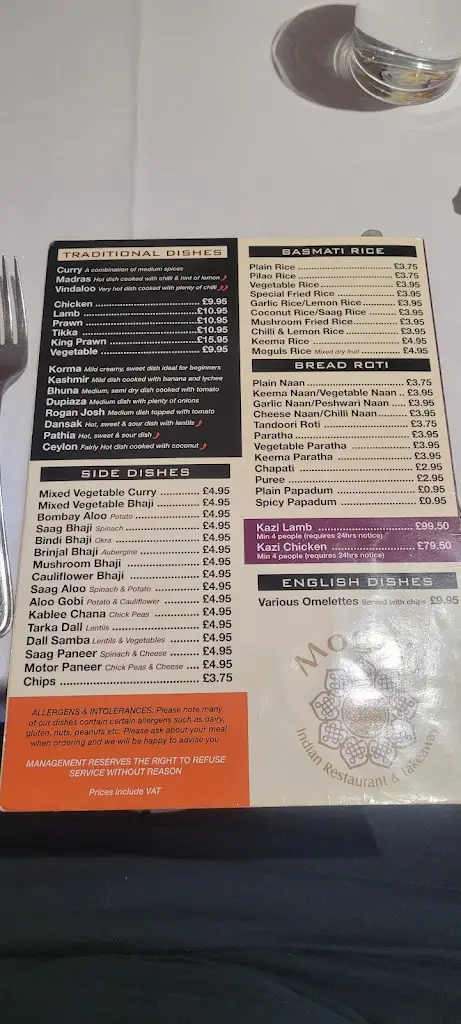 TRADITIONAL DISHES
Curry A combination of medium spices
Madras Hot dish cooked with chilli & hint of lemon
Vindaloo Very hot dish cooked with plenty of chilli
Chicken £9.95
Lamb £10.95
Prawn £10.95
Tikka £10.95
King Prawn £15.95
Vegetable £9.95
Korma Mild creamy, sweet dish ideal for beginners
Kashmir Mild dish cooked with banana and lychee
Bhuna Medium, semi dry dish cooked with tomato
Dupiaza Medium dish with plenty of onions
Rogan Josh Medium dish topped with tomato
Dansak Hot, sweet & sour dish with lentils
Pathia Hot, sweet & sour dish
Ceylon Fairly Hot dish cooked with coconut
SIDE DISHES
Mixed Vegetable Curry £4.95
Mixed Vegetable Bhaji £4.95
Bombay Aloo Potato £4.95
Saag Bhaji Spinach £4.95
Bindi Bhaji Okra £4.95
Brinjal Bhaji Aubergine £4.95
Mushroom Bhaji £4.95
Cauliflower Bhaji £4.95
Saag Aloo Spinach & Potato £4.95
Aloo Gobi Potato & Cauliflower £4.95
Kablee Chana Chick Peas £4.95
Tarka Dall Lentils £4.95
Dall Samba Lentils & Vegetables £4.95
Saag Paneer Spinach & Cheese £4.95
Motor Paneer Chick Peas & Cheese £4.95
Chips £3.75
ALLERGENS & INTOLERANCES: Please note many
of our dishes contain certain allergens such as dairy,
gluten, nuts, peanuts etc. Please ask about your meal
when ordering and we will be happy to advise you.
MANAGEMENT RESERVES THE RIGHT TO REFUSE
SERVICE WITHOUT REASON
Prices include VAT
BASMATI RICE
Plain Rice £3.75
Pilao Rice £3.75
Vegetable Rice £3.95
Special Fried Rice £3.95
Garlic Rice/Lemon Rice £3.95
Coconut Rice/Saag Rice £3.95
Mushroom Fried Rice £3.95
Chilli & Lemon Rice £3.95
Keema Rice £4.95
Moguls Rice Mixed dry fruit £4.95
BREAD ROTI
Plain Naan £3.75
Keema Naan/Vegetable Naan £3.95
Garlic Naan/Peshwari Naan £3.95
Cheese Naan/Chilli Naan £3.95
Tandoori Roti £3.75
Paratha £3.95
Vegetable Paratha £3.95
Keema Paratha £3.95
Chapati £2.95
Puree £2.95
Plain Papadum £0.95
Spicy Papadum £0.95
Kazi Lamb £99.50
Min 4 people (requires 24hrs notice)
Kazi Chicken £79.50
Min 4 people (requires 24hrs notice)
ENGLISH DISHES
Various Omelettes Served with chips £9.95
Indian Restaurant & Takeaway